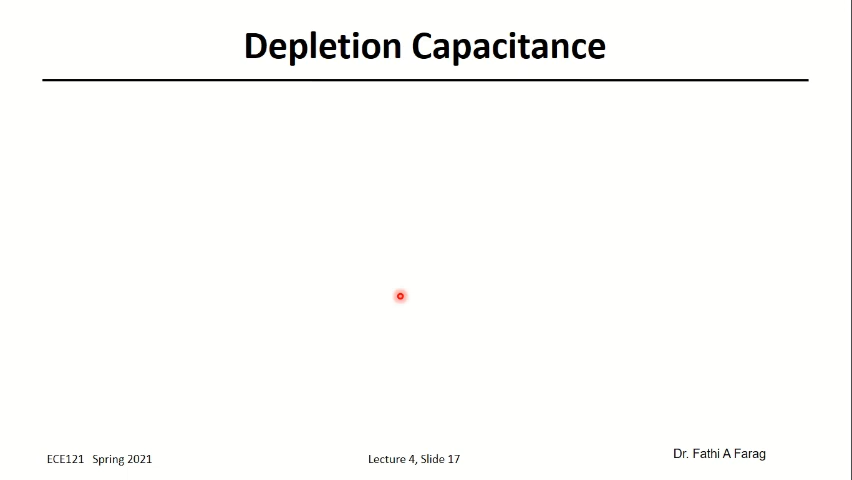 Depletion Capacitance
ECE121 Spring 2021
Lecture 4, Slide 17
Dr. Fathi A Farag